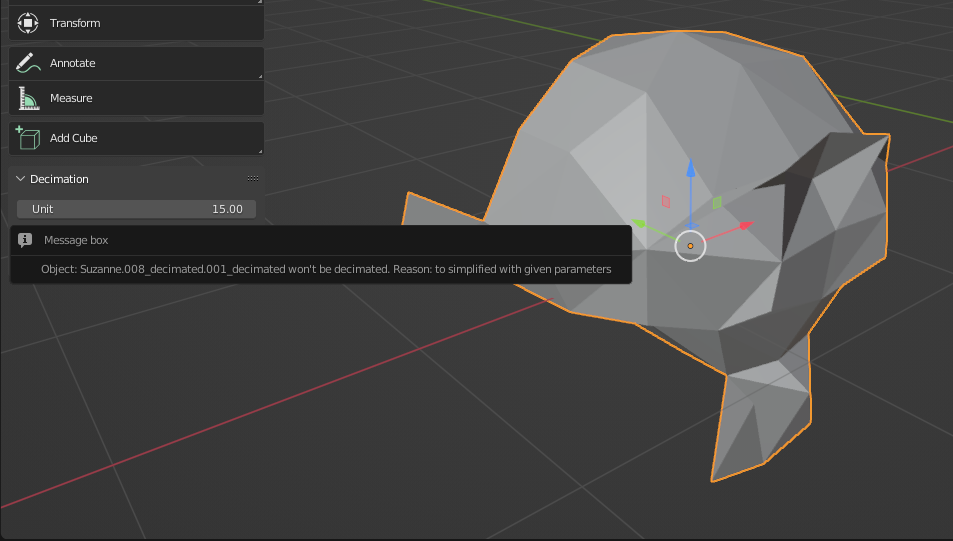 Transform
Annotate
Measure
Add Cube
Decimation
Unit 15.00
Message box
Object: Suzanne.008_decimated.001_decimated won't be decimated. Reason: to simplified with given parameters